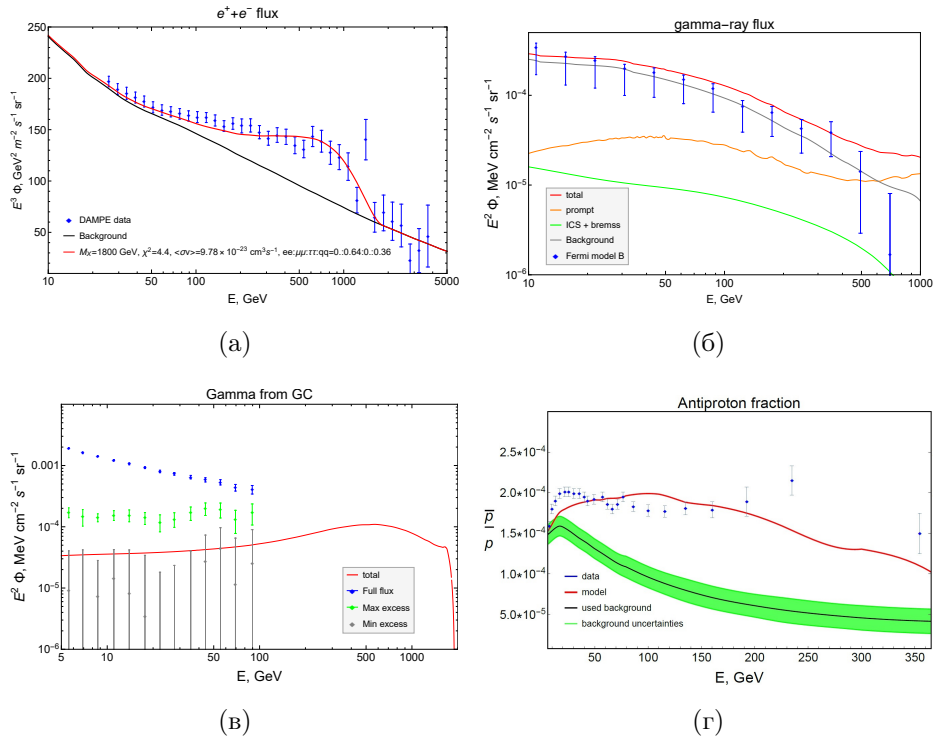 e⁺+e⁻ flux
E³ Φ, GeV² m⁻² s⁻¹ sr⁻¹
250
200
150
100
50
DAMPE data
Background
Mχ=1800 GeV, χ²=4.4, <σv>=9.78×10⁻²³ cm³s⁻¹, ee:μμ:ττ:qq=0.:0.64:0.:0.36
10 50 100 500 1000 5000
E, GeV
(а)
gamma-ray flux
E² Φ, MeV cm⁻² s⁻¹ sr⁻¹
10⁻⁴
10⁻⁵
10⁻⁶
total
prompt
ICS + bremss
Background
Fermi model B
10 50 100 500 1000
E, GeV
(б)
Gamma from GC
E² Φ, MeV cm⁻² s⁻¹ sr⁻¹
0.001
10⁻⁴
10⁻⁵
10⁻⁶
total
Full flux
Max excess
Min excess
5 10 50 100 500 1000
E, GeV
(в)
Antiproton fraction
p̄
p
2.5*10⁻⁴
2.0*10⁻⁴
1.5*10⁻⁴
1.0*10⁻⁴
5.0*10⁻⁵
data
model
used background
background uncertainties
50 100 150 200 250 300 350
E, GeV
(г)